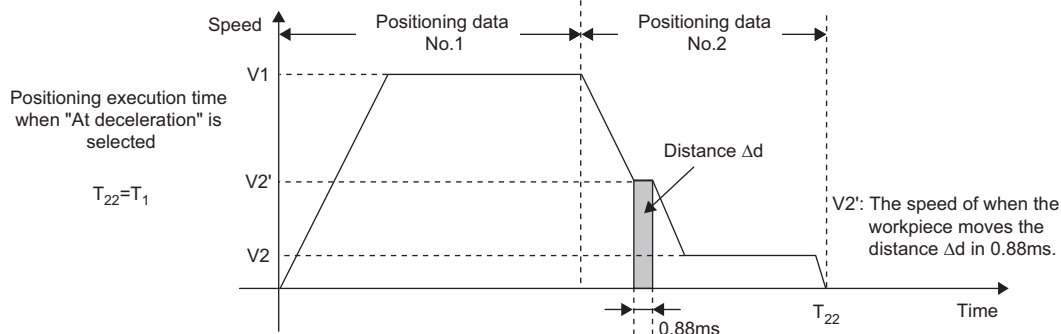 Speed
Positioning data
No.1
Positioning data
No.2
V1
Positioning execution time
when "At deceleration" is
selected
T22=T1
Distance Δd
V2'
V2': The speed of when the
workpiece moves the
distance Δd in 0.88ms.
V2
T22
Time
0.88ms